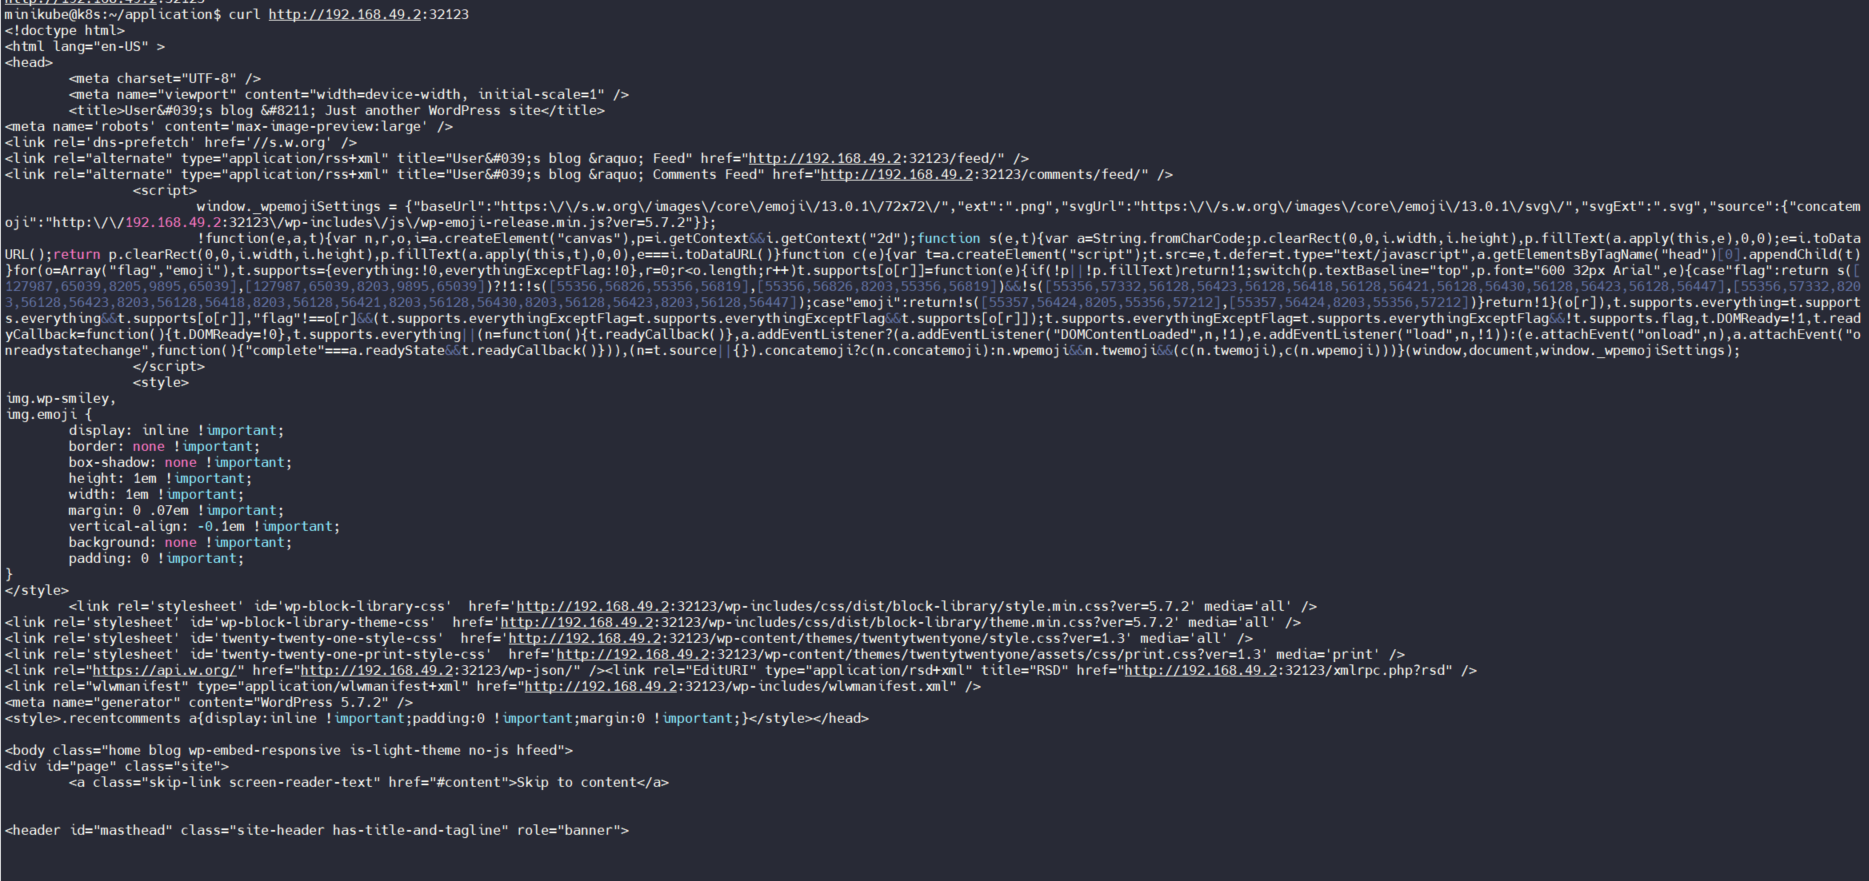 minikube@k8s:~/application$ curl http://192.168.49.2:32123
<!doctype html>
<html lang="en-US" >
<head>
        <meta charset="UTF-8" />
        <meta name="viewport" content="width=device-width, initial-scale=1" />
        <title>User&#039;s blog &#8211; Just another WordPress site</title>
<meta name='robots' content='max-image-preview:large' />
<link rel='dns-prefetch' href='//s.w.org' />
<link rel="alternate" type="application/rss+xml" title="User&#039;s blog &raquo; Feed" href="http://192.168.49.2:32123/feed/" />
<link rel="alternate" type="application/rss+xml" title="User&#039;s blog &raquo; Comments Feed" href="http://192.168.49.2:32123/comments/feed/" />
                <script>
                        window._wpemojiSettings = {"baseUrl":"https:\/\/s.w.org\/images\/core\/emoji\/13.0.1\/72x72\/","ext":".png","svgUrl":"https:\/\/s.w.org\/images\/core\/emoji\/13.0.1\/svg\/","svgExt":".svg","source":{"concatem
oji":"http:\/\/192.168.49.2:32123\/wp-includes\/js\/wp-emoji-release.min.js?ver=5.7.2"}};
                        !function(e,a,t){var n,r,o,i=a.createElement("canvas"),p=i.getContext&&i.getContext("2d");function s(e,t){var a=String.fromCharCode;p.clearRect(0,0,i.width,i.height),p.fillText(a.apply(this,e),0,0);e=i.toData
URL();return p.clearRect(0,0,i.width,i.height),p.fillText(a.apply(this,t),0,0),e===i.toDataURL()}function c(e){var t=a.createElement("script");t.src=e,t.defer=t.type="text/javascript",a.getElementsByTagName("head")[0].appendChild(t)
}for(o=Array("flag","emoji"),t.supports={everything:!0,everythingExceptFlag:!0},r=0;r<o.length;r++)t.supports[o[r]]=function(e){if(!p||!p.fillText)return!1;switch(p.textBaseline="top",p.font="600 32px Arial",e){case"flag":return s([
127987,65039,8205,9895,65039],[127987,65039,8203,9895,65039])?!1:!s([55356,56826,55356,56819],[55356,56826,8203,55356,56819])&&!s([55356,57332,56128,56423,56128,56418,56128,56421,56128,56430,56128,56423,56128,56447],[55356,57332,820
3,56128,56423,8203,56128,56418,8203,56128,56421,8203,56128,56430,8203,56128,56423,8203,56128,56447]);case"emoji":return!s([55357,56424,8205,55356,57212],[55357,56424,8203,55356,57212])}return!1}(o[r]),t.supports.everything=t.support
s.everything&&t.supports[o[r]],"flag"!==o[r]&&(t.supports.everythingExceptFlag=t.supports.everythingExceptFlag&&t.supports[o[r]]);t.supports.everythingExceptFlag=t.supports.everythingExceptFlag&&!t.supports.flag,t.DOMReady=!1,t.read
yCallback=function(){t.DOMReady=!0},t.supports.everything||(n=function(){t.readyCallback()},a.addEventListener?(a.addEventListener("DOMContentLoaded",n,!1),e.addEventListener("load",n,!1)):(e.attachEvent("onload",n),a.attachEvent("o
nreadystatechange",function(){"complete"===a.readyState&&t.readyCallback()})),(n=t.source||{}).concatemoji?c(n.concatemoji):n.wpemoji&&n.twemoji&&(c(n.twemoji),c(n.wpemoji)))}(window,document,window._wpemojiSettings);
                </script>
                <style>
img.wp-smiley,
img.emoji {
        display: inline !important;
        border: none !important;
        box-shadow: none !important;
        height: 1em !important;
        width: 1em !important;
        margin: 0 .07em !important;
        vertical-align: -0.1em !important;
        background: none !important;
        padding: 0 !important;
}
</style>
        <link rel='stylesheet' id='wp-block-library-css'  href='http://192.168.49.2:32123/wp-includes/css/dist/block-library/style.min.css?ver=5.7.2' media='all' />
<link rel='stylesheet' id='wp-block-library-theme-css'  href='http://192.168.49.2:32123/wp-includes/css/dist/block-library/theme.min.css?ver=5.7.2' media='all' />
<link rel='stylesheet' id='twenty-twenty-one-style-css'  href='http://192.168.49.2:32123/wp-content/themes/twentytwentyone/style.css?ver=1.3' media='all' />
<link rel='stylesheet' id='twenty-twenty-one-print-style-css'  href='http://192.168.49.2:32123/wp-content/themes/twentytwentyone/assets/css/print.css?ver=1.3' media='print' />
<link rel="https://api.w.org/" href="http://192.168.49.2:32123/wp-json/" /><link rel="EditURI" type="application/rsd+xml" title="RSD" href="http://192.168.49.2:32123/xmlrpc.php?rsd" />
<link rel="wlwmanifest" type="application/wlwmanifest+xml" href="http://192.168.49.2:32123/wp-includes/wlwmanifest.xml" />
<meta name="generator" content="WordPress 5.7.2" />
<style>.recentcomments a{display:inline !important;padding:0 !important;margin:0 !important;}</style></head>
<body class="home blog wp-embed-responsive is-light-theme no-js hfeed">
<div id="page" class="site">
        <a class="skip-link screen-reader-text" href="#content">Skip to content</a>
<header id="masthead" class="site-header has-title-and-tagline" role="banner">